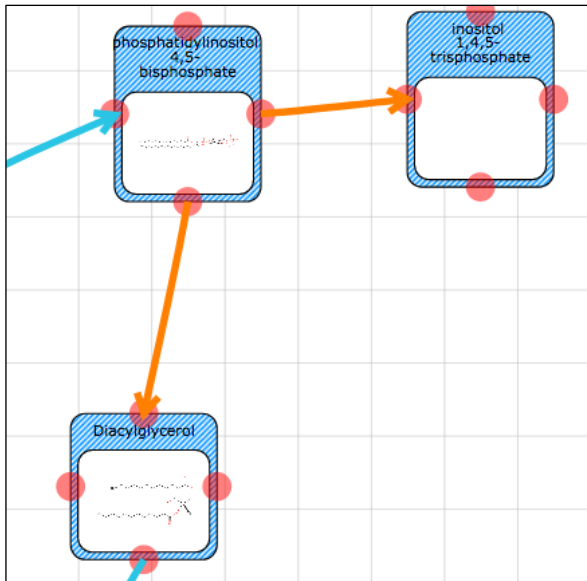 phosphatidylinositol
4,5-
bisphosphate
inositol
1,4,5-
trisphosphate
Diacylglycerol